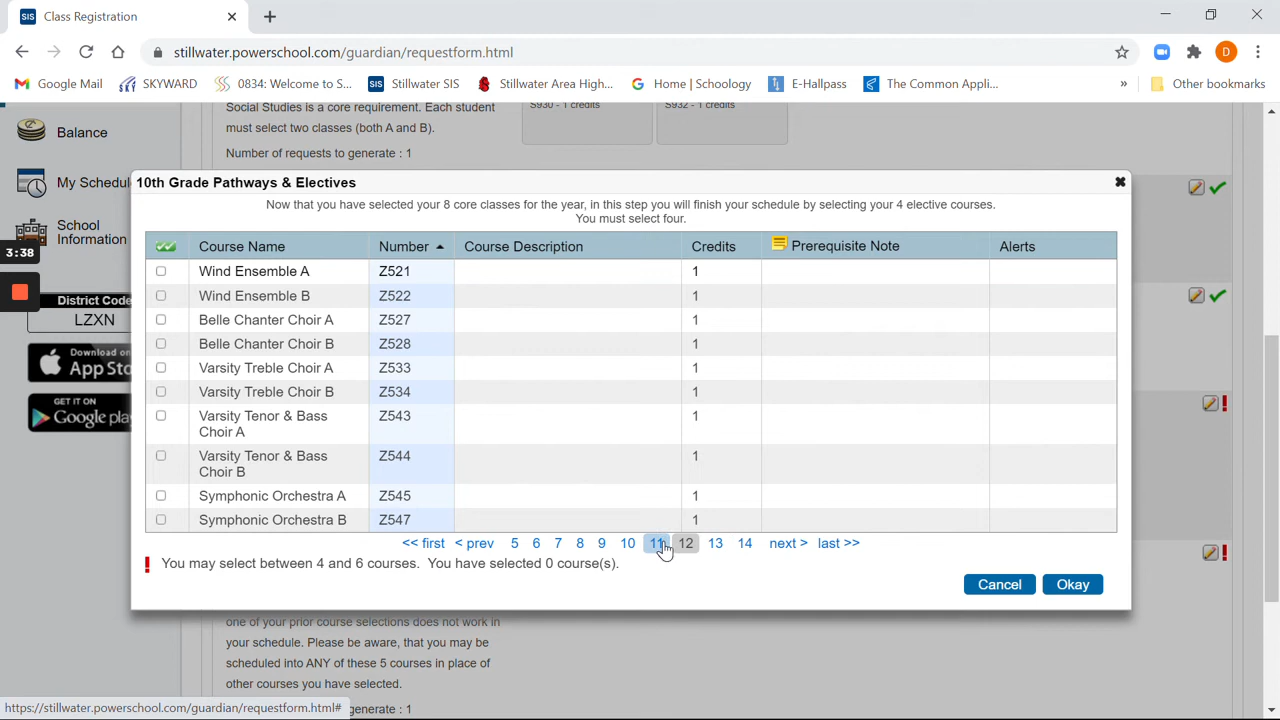 SIS Class Registration
stillwater.powerschool.com/guardian/requestform.html
D
Google Mail
SKYWARD
0834: Welcome to S...
SIS Stillwater SIS
Stillwater Area High...
Home | Schoology
E-Hallpass
The Common Appli...
»
Other bookmarks
Social Studies is a core requirement. Each student
must select two classes (both A and B).
Number of requests to generate : 1
S930 - 1 credits
S932 - 1 credits
Balance
My Schedul
School
Information
3:38
District Code
LZXN
Download on
App Sto
GET IT ON
Google play
10th Grade Pathways & Electives
Now that you have selected your 8 core classes for the year, in this step you will finish your schedule by selecting your 4 elective courses.
You must select four.
Course Name Number Course Description Credits Prerequisite Note Alerts
Wind Ensemble A Z521 1
Wind Ensemble B Z522 1
Belle Chanter Choir A Z527 1
Belle Chanter Choir B Z528 1
Varsity Treble Choir A Z533 1
Varsity Treble Choir B Z534 1
Varsity Tenor & Bass Z543 1
Choir A
Varsity Tenor & Bass Z544 1
Choir B
Symphonic Orchestra A Z545 1
Symphonic Orchestra B Z547 1
<< first < prev 5 6 7 8 9 10 11 12 13 14 next > last >>
! You may select between 4 and 6 courses. You have selected 0 course(s).
Cancel Okay
one of your prior course selections does not work in
your schedule. Please be aware, that you may be
scheduled into ANY of these 5 courses in place of
other courses you have selected.
generate : 1
https://stillwater.powerschool.com/guardian/requestform.html#